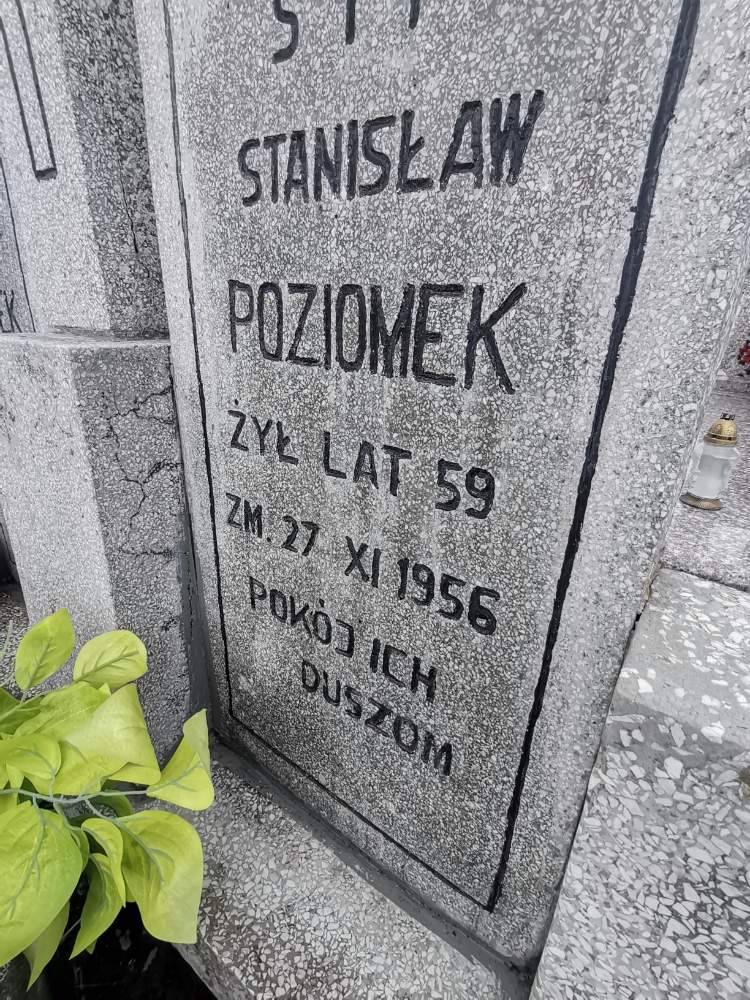 STANISŁAW
POZIOMEK
ŻYŁ LAT 59
ZM. 27 XI 1956
POKÓJ ICH
DUSZOM